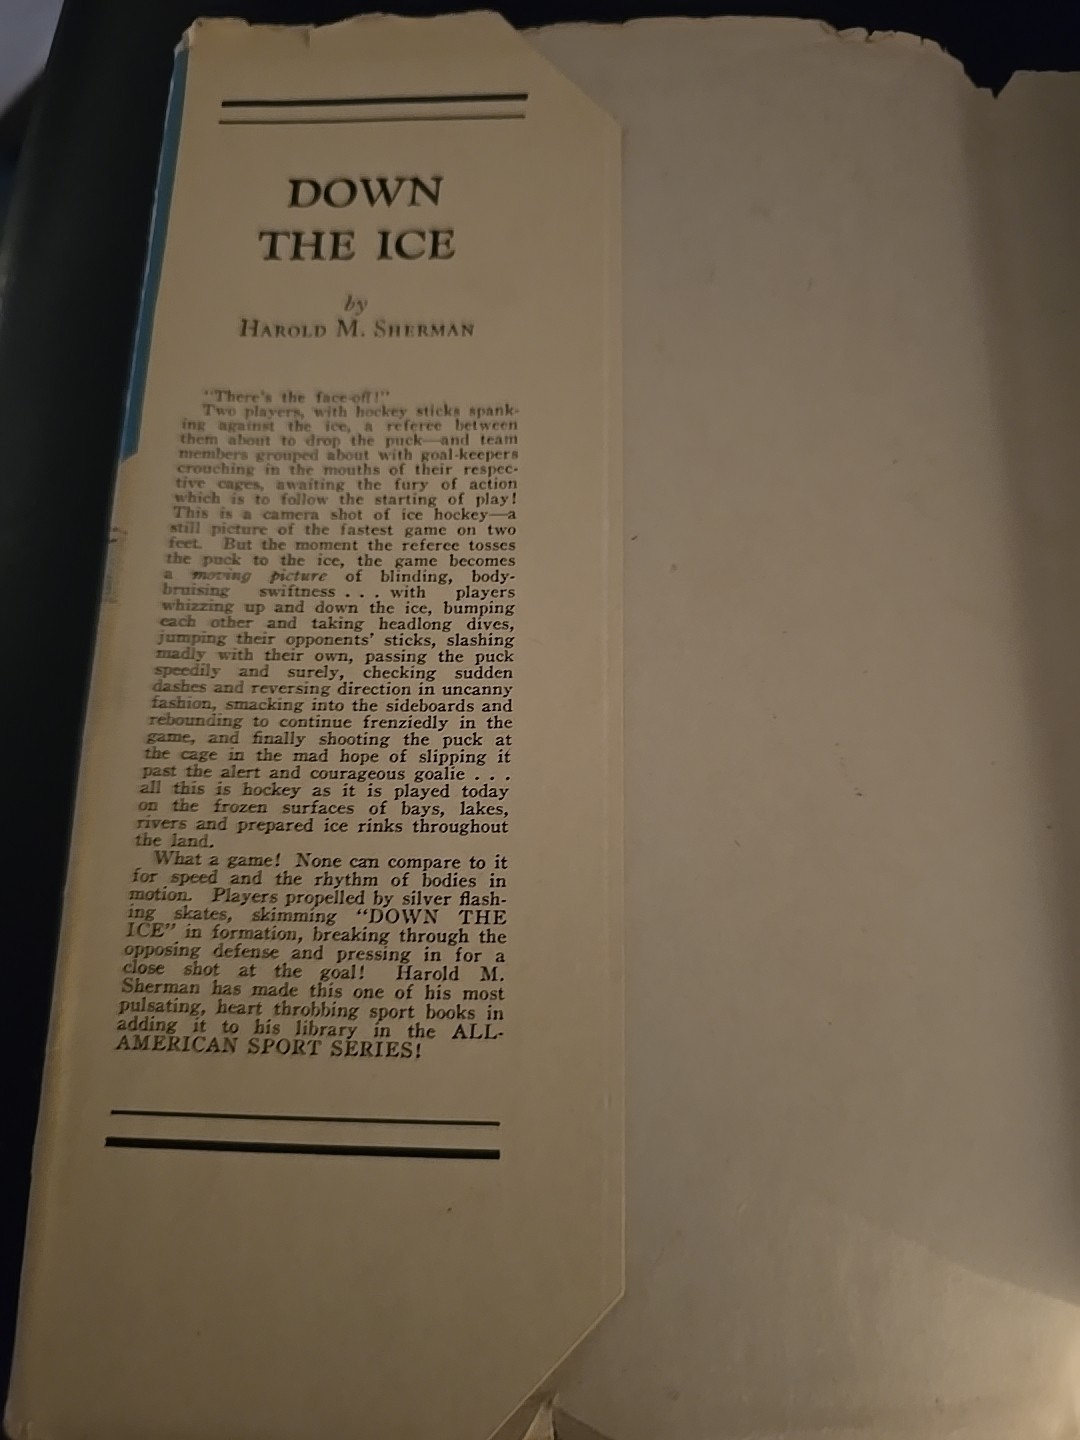 DOWN
THE ICE
by
HAROLD M. SHERMAN
"There's the face-off!"
Two players, with hockey sticks spank-
ing against the ice, a referee between
them about to drop the puck—and team
members grouped about with goal-keepers
crouching in the mouths of their respec-
tive cages, awaiting the fury of action
which is to follow the starting of play!
This is a camera shot of ice hockey—a
still picture of the fastest game on two
feet. But the moment the referee tosses
the puck to the ice, the game becomes
a moving picture of blinding, body-
bruising swiftness . . . with players
whizzing up and down the ice, bumping
each other and taking headlong dives,
jumping their opponents' sticks, slashing
madly with their own, passing the puck
speedily and surely, checking sudden
dashes and reversing direction in uncanny
fashion, smacking into the sideboards and
rebounding to continue frenziedly in the
game, and finally shooting the puck at
the cage in the mad hope of slipping it
past the alert and courageous goalie . . .
all this is hockey as it is played today
on the frozen surfaces of bays, lakes,
rivers and prepared ice rinks throughout
the land.
What a game! None can compare to it
for speed and the rhythm of bodies in
motion. Players propelled by silver flash-
ing skates, skimming "DOWN THE
ICE" in formation, breaking through the
opposing defense and pressing in for a
close shot at the goal! Harold M.
Sherman has made this one of his most
pulsating, heart throbbing sport books in
adding it to his library in the ALL-
AMERICAN SPORT SERIES!